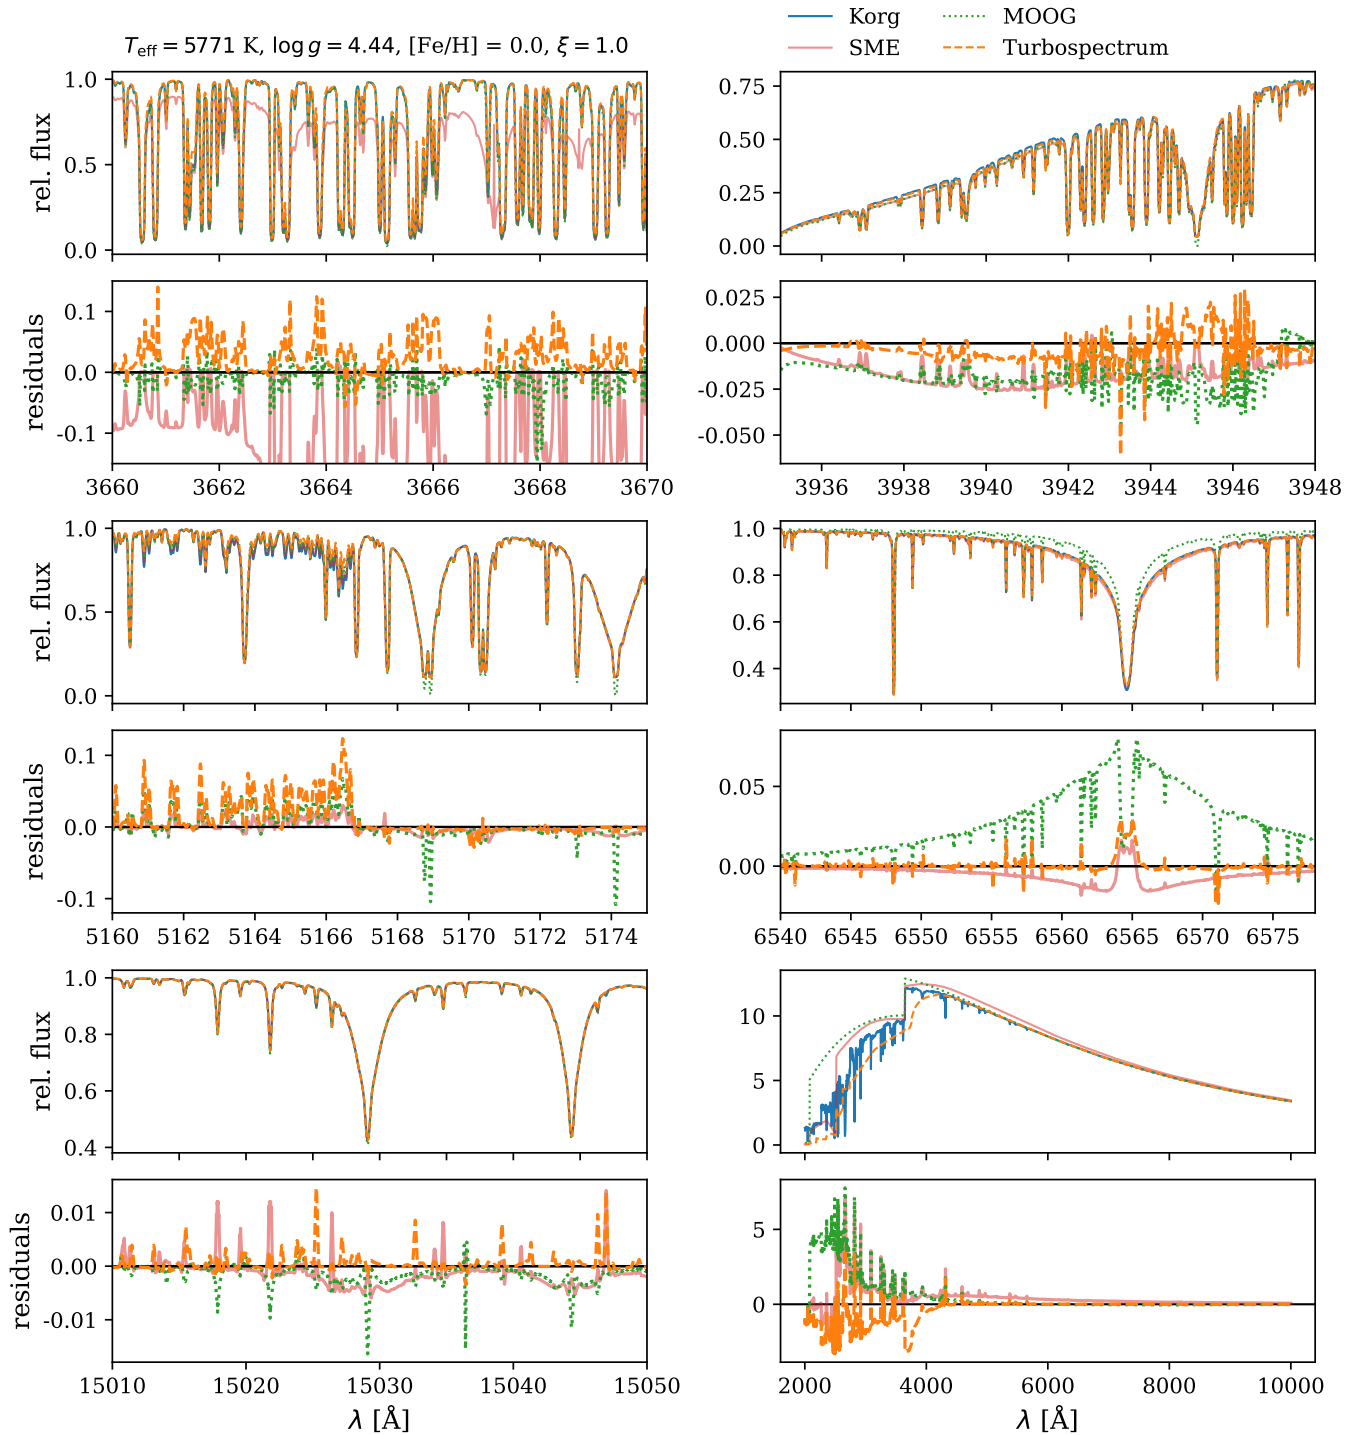 Korg
MOOG
SME
Turbospectrum
T_eff = 5771 K, log g = 4.44, [Fe/H] = 0.0, ξ = 1.0
1.0
0.5
0.0
rel. flux
0.75
0.50
0.25
0.00
0.1
0.0
-0.1
residuals
3660 3662 3664 3666 3668 3670
0.025
0.000
-0.025
-0.050
3936 3938 3940 3942 3944 3946 3948
1.0
0.5
0.0
rel. flux
1.0
0.8
0.6
0.4
0.1
0.0
-0.1
residuals
5160 5162 5164 5166 5168 5170 5172 5174
0.05
0.00
6540 6545 6550 6555 6560 6565 6570 6575
1.0
0.8
0.6
0.4
rel. flux
10
5
0
0.01
0.00
-0.01
residuals
15010 15020 15030 15040 15050
λ [Å]
5
0
2000 4000 6000 8000 10000
λ [Å]